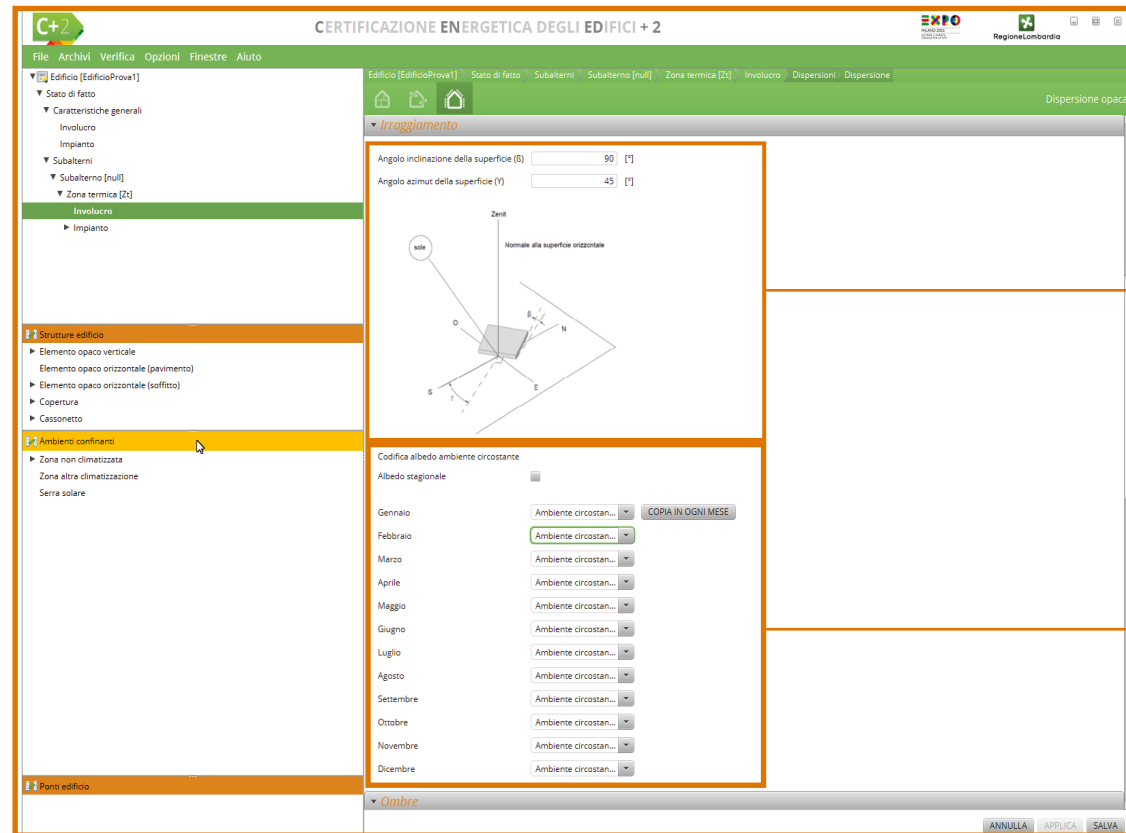 C+2
CERTIFICAZIONE ENERGETICA DEGLI EDIFICI + 2
EXPO
MILANO 2015
RegioneLombardia
File Archivi Verifica Opzioni Finestre Aiuto
Edificio [EdificioProva1]
Stato di fatto
Caratteristiche generali
Involucro
Impianto
Subalterni
Subalterno [null]
Zona termica [Zt]
Involucro
Impianto
Strutture edificio
Elemento opaco verticale
Elemento opaco orizzontale (pavimento)
Elemento opaco orizzontale (soffitto)
Copertura
Cassonetto
Ambienti confinanti
Zona non climatizzata
Zona altra climatizzazione
Serra solare
Ponti edificio
Edificio [EdificioProva1] Stato di fatto Subalterni Subalterno [null] Zona termica [Zt] Involucro Dispersioni Dispersione
Dispersione opaca
Irraggiamento
Angolo inclinazione della superficie (ß) 90 [°]
Angolo azimut della superficie (Y) 45 [°]
Zenit
sole
Normale alla superficie orizzontale
β
O
N
S
E
Codifica albedo ambiente circostante
Albedo stagionale
Gennaio Ambiente circostan... COPIA IN OGNI MESE
Febbraio Ambiente circostan...
Marzo Ambiente circostan...
Aprile Ambiente circostan...
Maggio Ambiente circostan...
Giugno Ambiente circostan...
Luglio Ambiente circostan...
Agosto Ambiente circostan...
Settembre Ambiente circostan...
Ottobre Ambiente circostan...
Novembre Ambiente circostan...
Dicembre Ambiente circostan...
Ombre
ANNULLA APPLICA SALVA